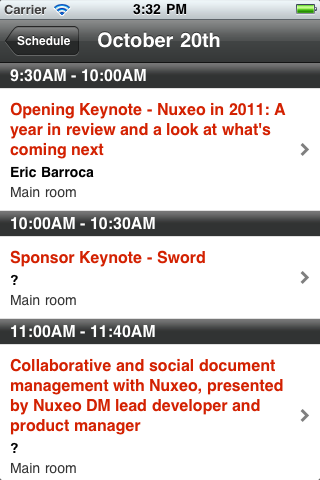 Carrier 3:32 PM
Schedule October 20th
9:30AM - 10:00AM
Opening Keynote - Nuxeo in 2011: A
year in review and a look at what's
coming next
Eric Barroca
Main room
10:00AM - 10:30AM
Sponsor Keynote - Sword
?
Main room
11:00AM - 11:40AM
Collaborative and social document
management with Nuxeo, presented
by Nuxeo DM lead developer and
product manager
?
Main room